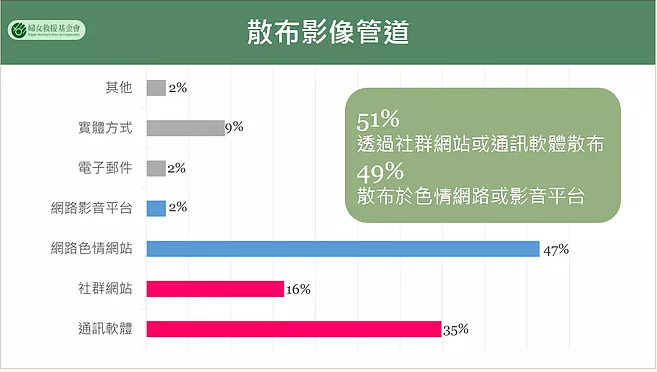 婦女救援基金會
散布影像管道
其他 2%
實體方式 9%
電子郵件 2%
網路影音平台 2%
網路色情網站 47%
社群網站 16%
通訊軟體 35%
51%
透過社群網站或通訊軟體散布
49%
散布於色情網路或影音平台